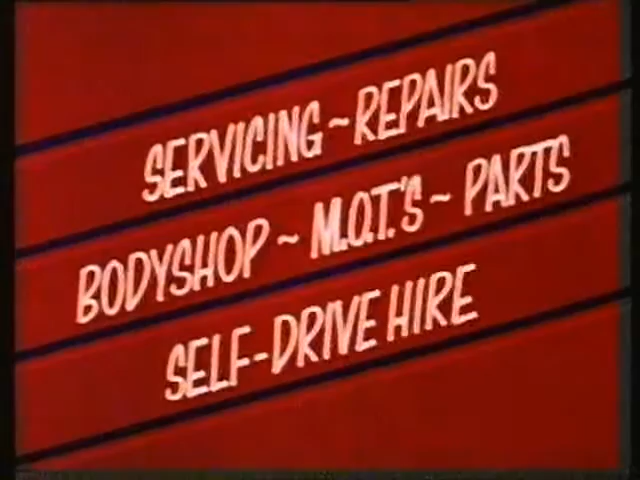 SERVICING ~ REPAIRS
BODYSHOP ~ M.O.T.'S ~ PARTS
SELF-DRIVE HIRE